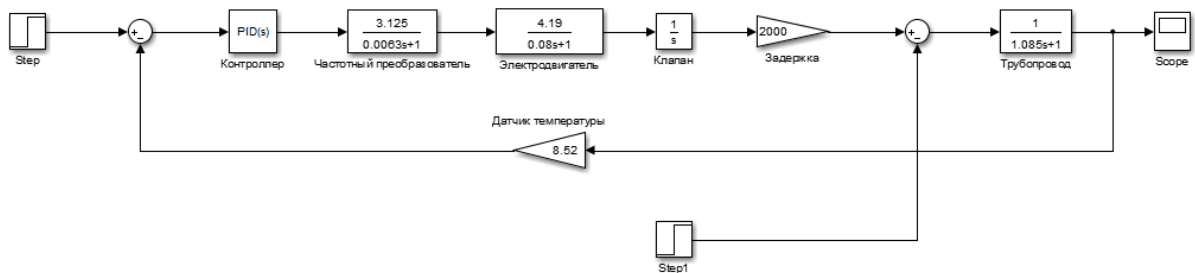 Step
+
-
PID(s)
Контроллер
3.125
0.0063s+1
Частотный преобразователь
4.19
0.08s+1
Электродвигатель
1
s
Клапан
2000
Задержка
+
-
1
1.085s+1
Трубопровод
Scope
Датчик температуры
8.52
Step1